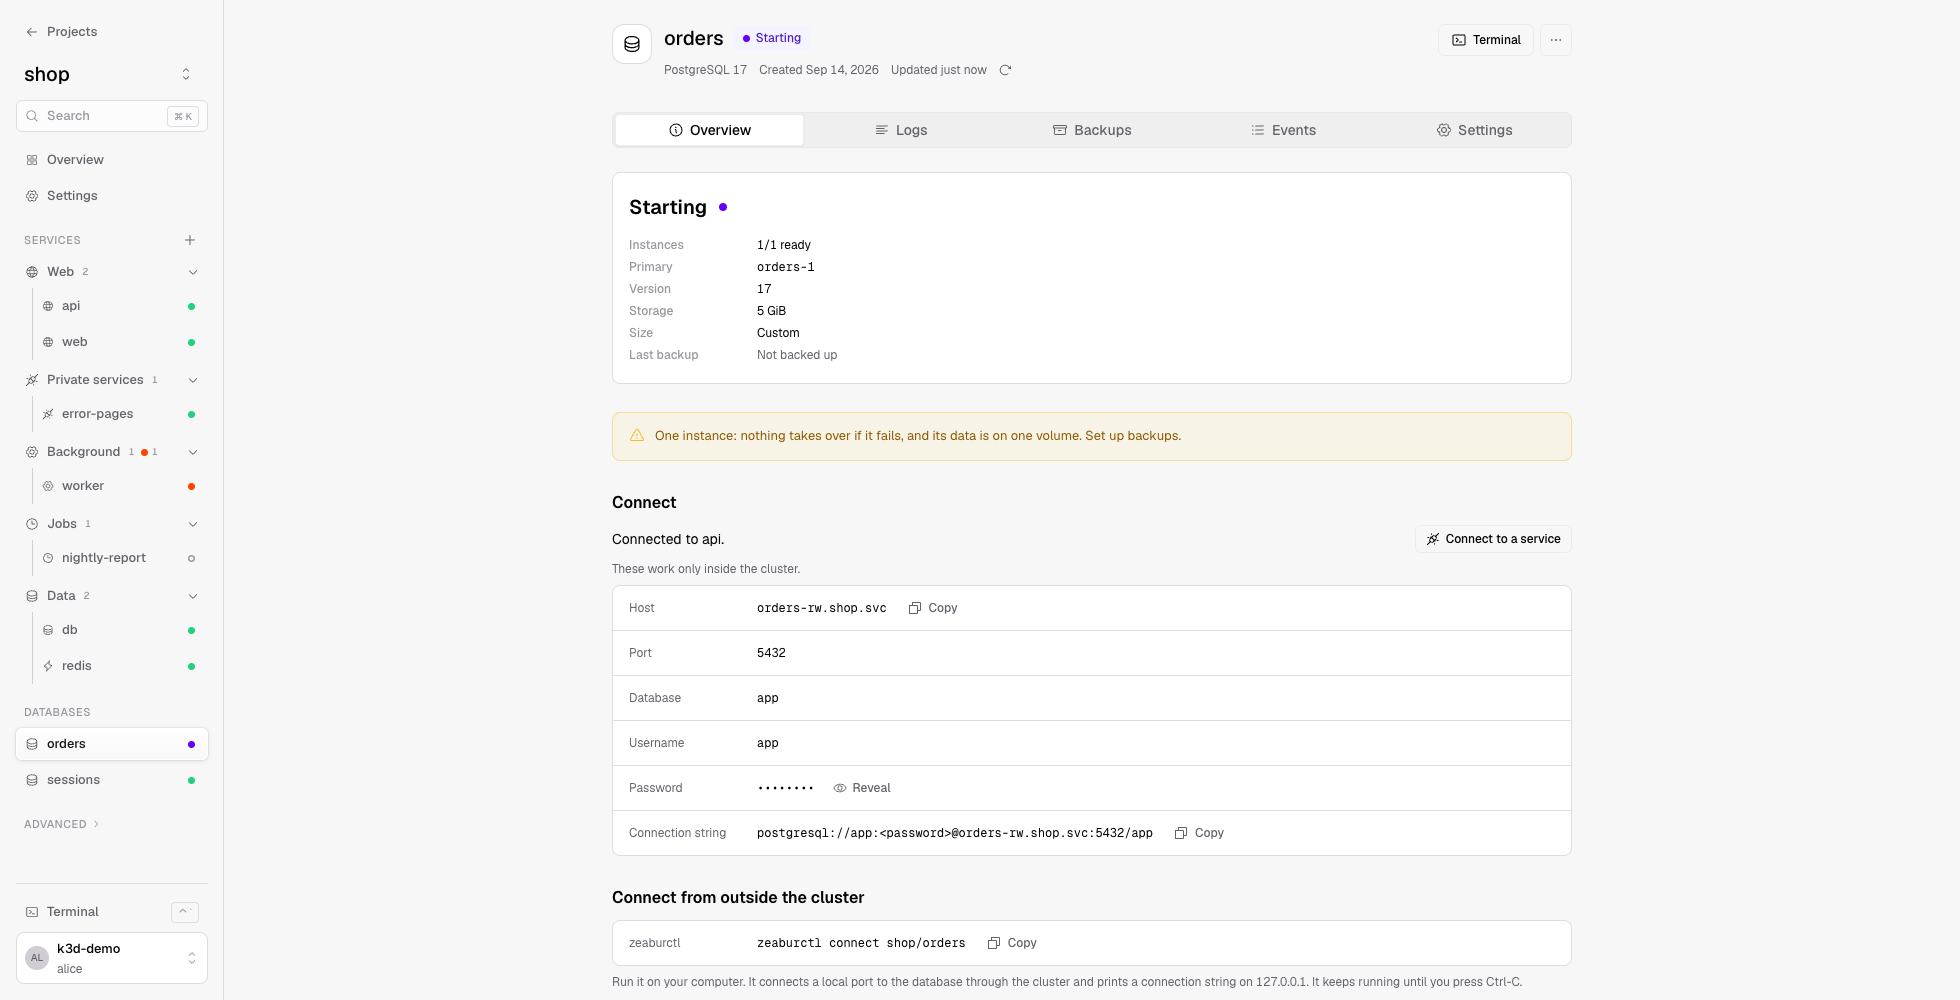 Projects
shop
Search
⌘ K
Overview
Settings
SERVICES
Web 2
api
web
Private services 1
error-pages
Background 1 1
worker
Jobs 1
nightly-report
Data 2
db
redis
DATABASES
orders
sessions
ADVANCED
Terminal
^ `
AL
k3d-demo
alice
orders
Starting
PostgreSQL 17 Created Sep 14, 2026 Updated just now
Terminal
...
Overview
Logs
Backups
Events
Settings
Starting
Instances 1/1 ready
Primary orders-1
Version 17
Storage 5 GiB
Size Custom
Last backup Not backed up
One instance: nothing takes over if it fails, and its data is on one volume. Set up backups.
Connect
Connected to api.
Connect to a service
These work only inside the cluster.
Host orders-rw.shop.svc Copy
Port 5432
Database app
Username app
Password •••••••• Reveal
Connection string postgresql://app:<password>@orders-rw.shop.svc:5432/app Copy
Connect from outside the cluster
zeaburctl zeaburctl connect shop/orders Copy
Run it on your computer. It connects a local port to the database through the cluster and prints a connection string on 127.0.0.1. It keeps running until you press Ctrl-C.